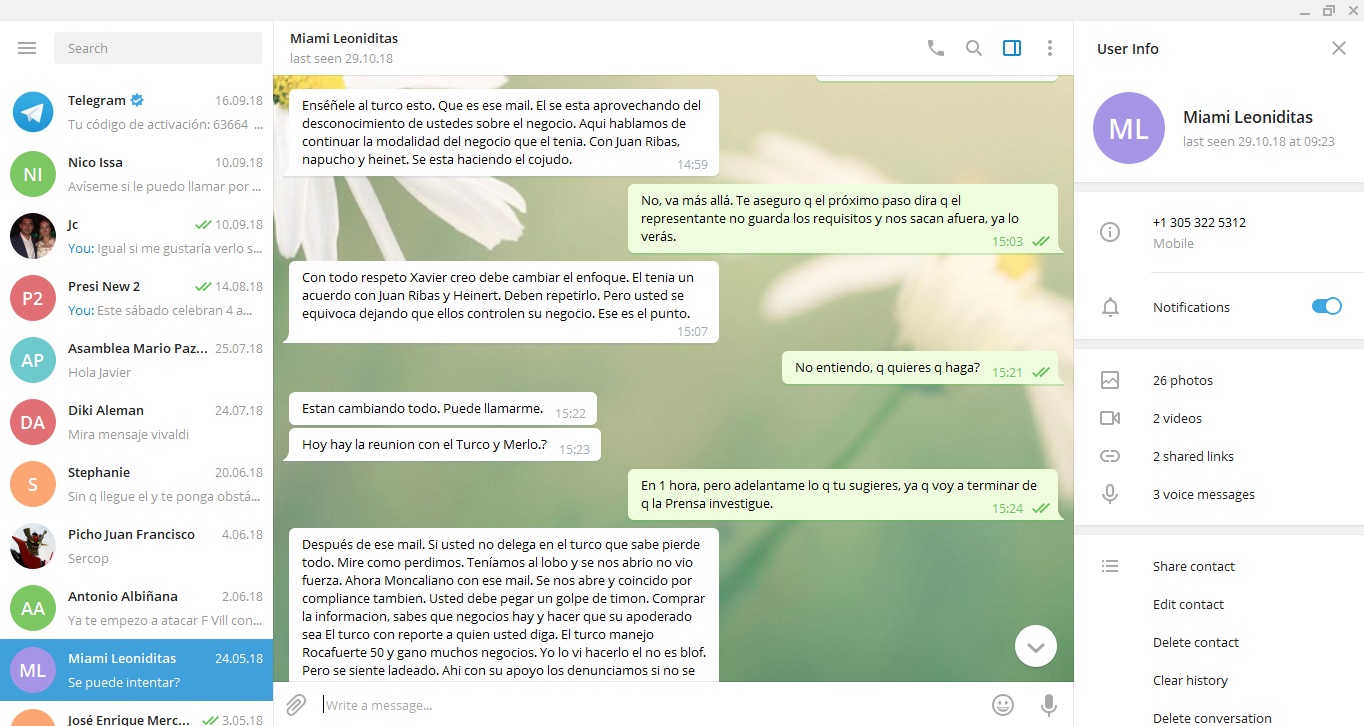 Search
Telegram 16.09.18
Tu código de activación: 63664 ...
NI
Nico Issa 10.09.18
Avíseme si le puedo llamar por ...
Jc 10.09.18
You: Igual si me gustaría verlo s...
P2
Presi New 2 14.08.18
You: Este sábado celebran 4 a...
AP
Asamblea Mario Paz... 25.07.18
Hola Javier
DA
Diki Aleman 24.07.18
Mira mensaje vivaldi
S
Stephanie 20.06.18
Sin q llegue el y te ponga obstá...
Picho Juan Francisco 4.06.18
Sercop
AA
Antonio Albiñana 2.06.18
Ya te empezo a atacar F Vill con...
ML
Miami Leoniditas 24.05.18
Se puede intentar?
José Enrique Merc... 3.05.18
Miami Leoniditas
last seen 29.10.18
Enséñele al turco esto. Que es ese mail. El se esta aprovechando del
desconocimiento de ustedes sobre el negocio. Aqui hablamos de
continuar la modalidad del negocio que el tenia. Con Juan Ribas,
napucho y heinet. Se esta haciendo el cojudo.
14:59
No, va más allá. Te aseguro q el próximo paso dira q el
representante no guarda los requisitos y nos sacan afuera, ya lo
verás.
15:03
Con todo respeto Xavier creo debe cambiar el enfoque. El tenia un
acuerdo con Juan Ribas y Heinert. Deben repetirlo. Pero usted se
equivoca dejando que ellos controlen su negocio. Ese es el punto.
15:07
No entiendo, q quieres q haga? 15:21
Estan cambiando todo. Puede llamarme. 15:22
Hoy hay la reunion con el Turco y Merlo.? 15:23
En 1 hora, pero adelantame lo q tu sugieres, ya q voy a terminar de
q la Prensa investigue.
15:24
Después de ese mail. Si usted no delega en el turco que sabe pierde
todo. Mire como perdimos. Teníamos al lobo y se nos abrio no vio
fuerza. Ahora Moncaliano con ese mail. Se nos abre y coincido por
compliance tambien. Usted debe pegar un golpe de timon. Comprar
la informacion, sabes que negocios hay y hacer que su apoderado
sea El turco con reporte a quien usted diga. El turco manejo
Rocafuerte 50 y gano muchos negocios. Yo lo vi hacerlo el no es blof.
Pero se siente ladeado. Ahi con su apoyo los denunciamos si no se
Write a message...
User Info
ML
Miami Leoniditas
last seen 29.10.18 at 09:23
+1 305 322 5312
Mobile
Notifications
26 photos
2 videos
2 shared links
3 voice messages
Share contact
Edit contact
Delete contact
Clear history
Delete conversation